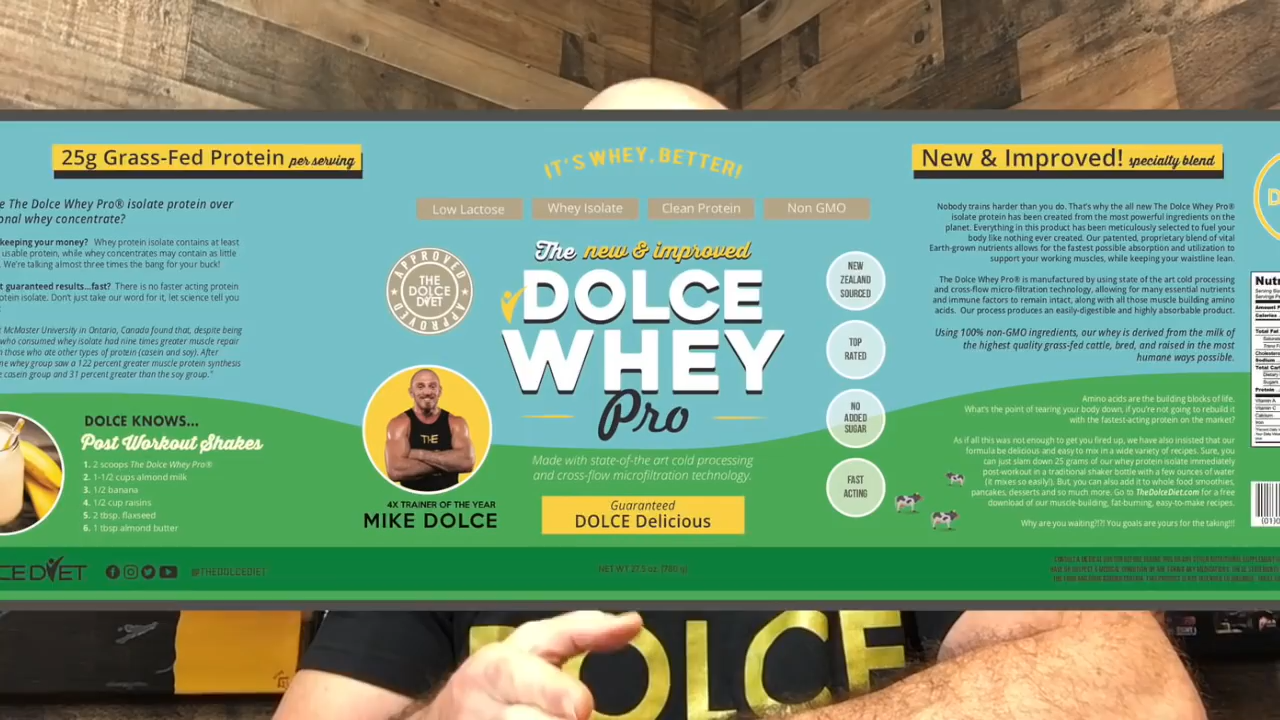 25g Grass-Fed Protein per serving
The Dolce Whey Pro® isolate protein over
whey concentrate?
keeping your money? Whey protein isolate contains at least
usable protein, while whey concentrates may contain as little
We're talking almost three times the bang for your buck!
guaranteed results...fast? There is no faster acting protein
isolate. Don't just take our word for it, let science tell you
McMaster University in Ontario, Canada found that, despite being
who consumed whey isolate had nine times greater muscle repair
those who ate other types of protein (casein and soy). After
whey group saw a 122 percent greater muscle protein synthesis
casein group and 31 percent greater than the soy group."
DOLCE KNOWS...
Post Workout Shakes
1. 2 scoops The Dolce Whey Pro®
2. 1-1/2 cups almond milk
3. 1/2 banana
4. 1/2 cup raisins
5. 2 tbsp. flaxseed
6. 1 tbsp almond butter
DIET
@THEDOLCEDIET
IT'S WHEY. BETTER!
Low Lactose
Whey Isolate
Clean Protein
Non GMO
APPROVED
THE
DOLCE
DIET
APPROVED
The new & improved
DOLCE
WHEY
Pro
THE
4X TRAINER OF THE YEAR
MIKE DOLCE
Made with state-of-the art cold processing
and cross-flow microfiltration technology.
Guaranteed
DOLCE Delicious
NET WT 27.5 oz. (780 g)
NEW
ZEALAND
SOURCED
TOP
RATED
NO
ADDED
SUGAR
FAST
ACTING
New & Improved! specialty blend
Nobody trains harder than you do. That's why the all new The Dolce Whey Pro®
isolate protein has been created from the most powerful ingredients on the
planet. Everything in this product has been meticulously selected to fuel your
body like nothing ever created. Our patented, proprietary blend of vital
Earth-grown nutrients allows for the fastest possible absorption and utilization to
support your working muscles, while keeping your waistline lean.
The Dolce Whey Pro® is manufactured by using state of the art cold processing
and cross-flow micro-filtration technology, allowing for many essential nutrients
and immune factors to remain intact, along with all those muscle building amino
acids. Our process produces an easily-digestible and highly absorbable product.
Using 100% non-GMO ingredients, our whey is derived from the milk of
the highest quality grass-fed cattle, bred, and raised in the most
humane ways possible.
Amino acids are the building blocks of life.
What's the point of tearing your body down, if you're not going to rebuild it
with the fastest-acting protein on the market?
As if all this was not enough to get you fired up, we have also insisted that our
formula be delicious and easy to mix in a wide variety of recipes. Sure, you
can just slam down 25 grams of our whey protein isolate immediately
post-workout in a traditional shaker bottle with a few ounces of water
(it mixes so easily!). But, you can also add it to whole food smoothies,
pancakes, desserts and so much more. Go to TheDolceDiet.com for a free
download of our muscle-building, fat-burning, easy-to-make recipes.
Why are you waiting?!?! You goals are yours for the taking!!!
DOLCE